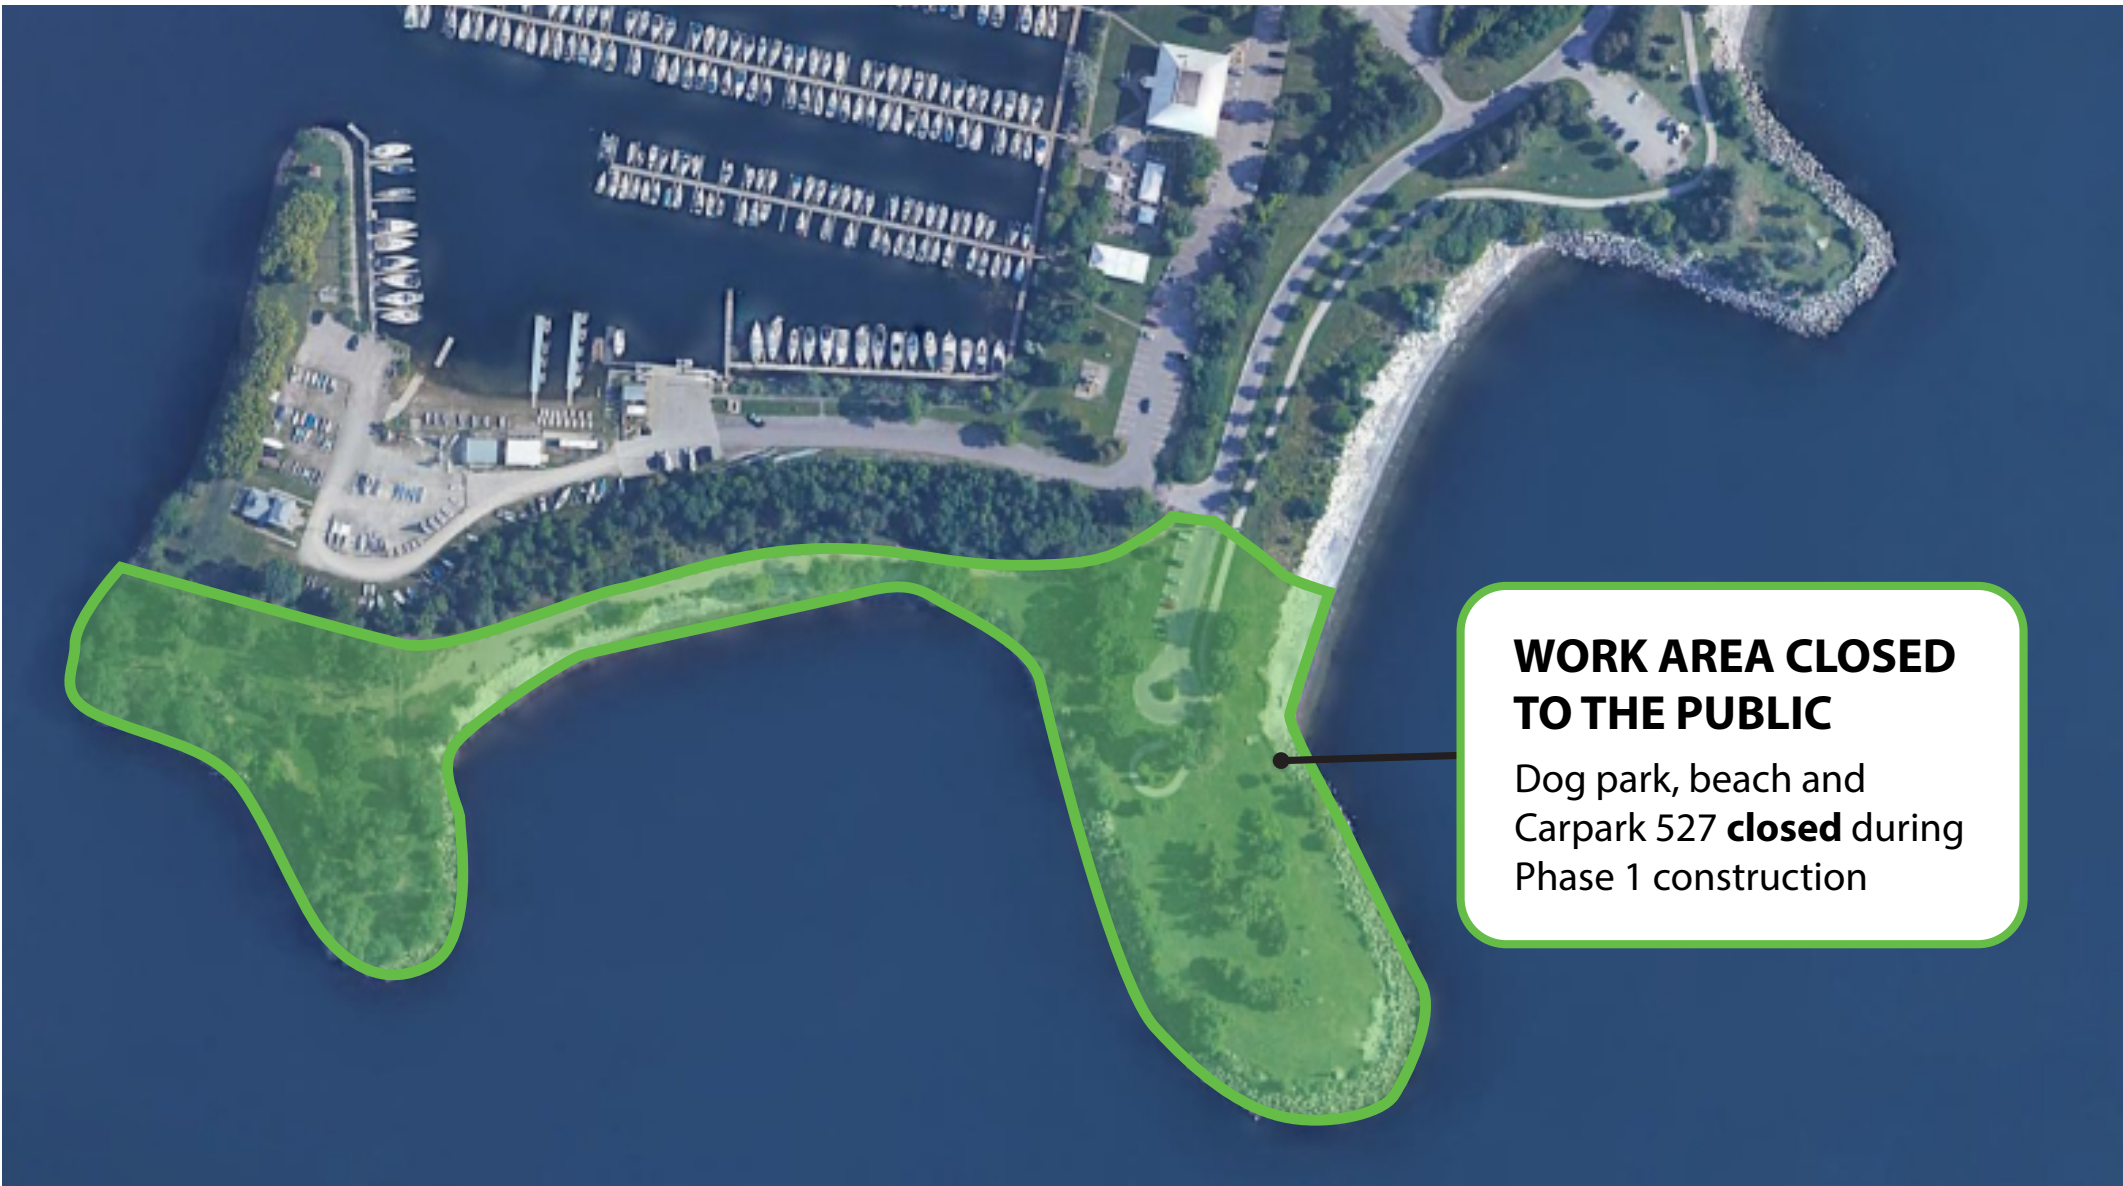 WORK AREA CLOSED
TO THE PUBLIC
Dog park, beach and
Carpark 527 closed during
Phase 1 construction